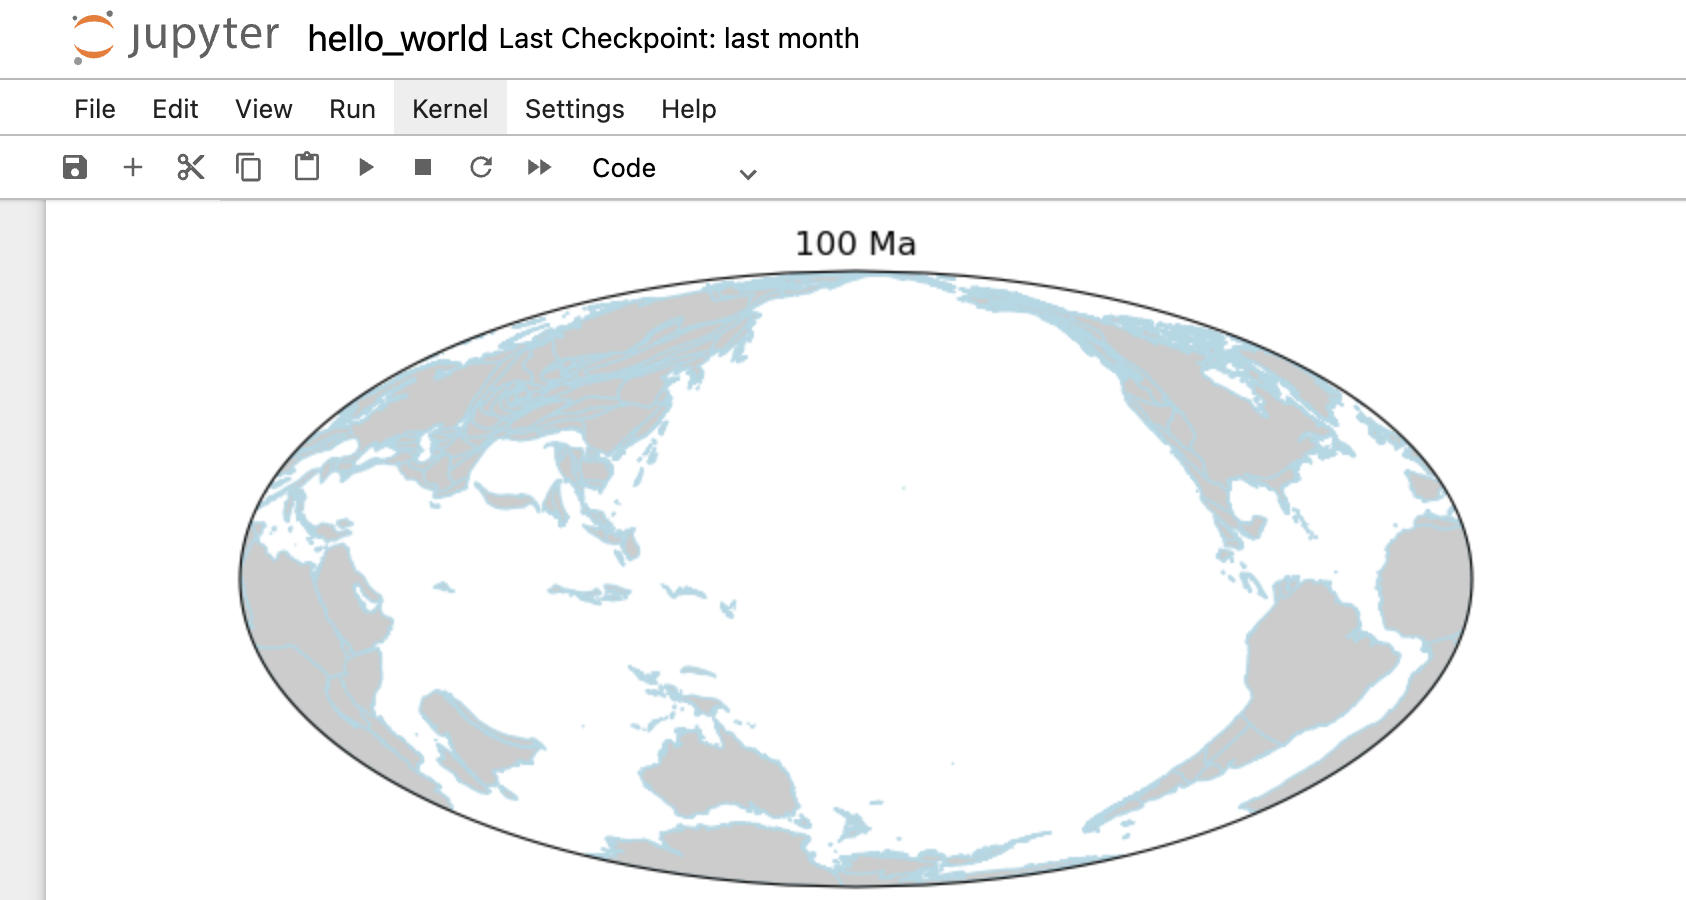 jupyter hello_world Last Checkpoint: last month
File Edit View Run Kernel Settings Help
Code
100 Ma